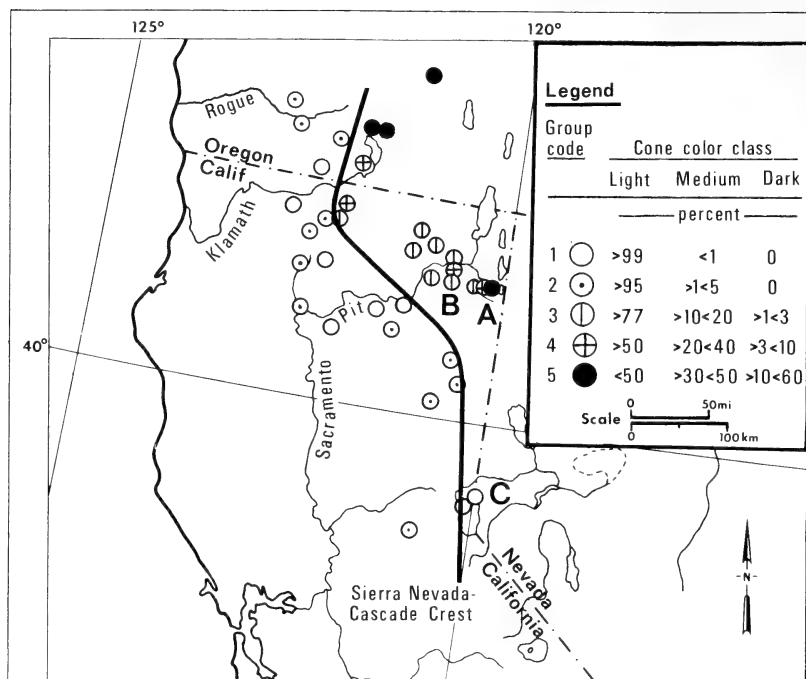 125°
120°
Rogue
Oregon
Calif
Klamath
Pit
B
A
40°
Sacramento
C
Nevada
California
Sierra Nevada-
Cascade Crest
Legend
Group
code
Cone color class
Light Medium Dark
percent
1 >99 <1 0
2 >95 >1<5 0
3 >77 >10<20 >1<3
4 >50 >20<40 >3<10
5 <50 >30<50 >10<60
Scale
0 50mi
0 100km
N